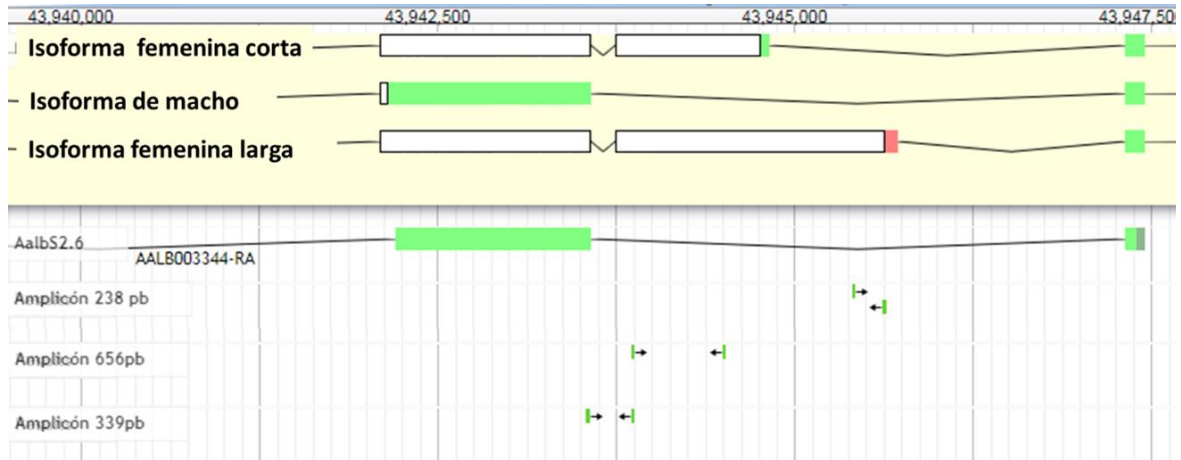 43,940,000 43,942,500 43,945,000 43,947,50
Isoforma femenina corta
Isoforma de macho
Isoforma femenina larga
AalbS2.6
AALB003344-RA
Amplicón 238 pb
Amplicón 656pb
Amplicón 339pb